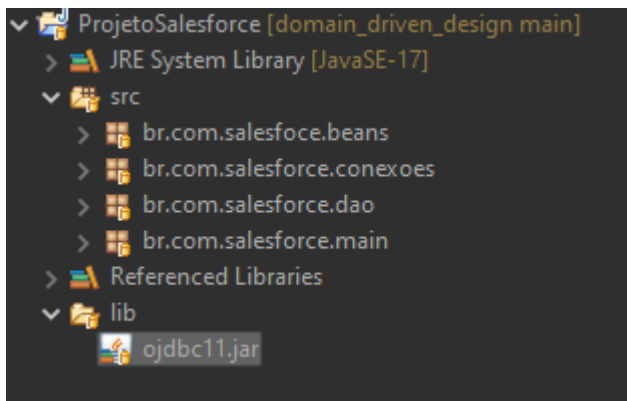 ProjetoSalesforce [domain_driven_design main]
JRE System Library [JavaSE-17]
src
br.com.salesfoce.beans
br.com.salesforce.conexoes
br.com.salesforce.dao
br.com.salesforce.main
Referenced Libraries
lib
ojdbc11.jar